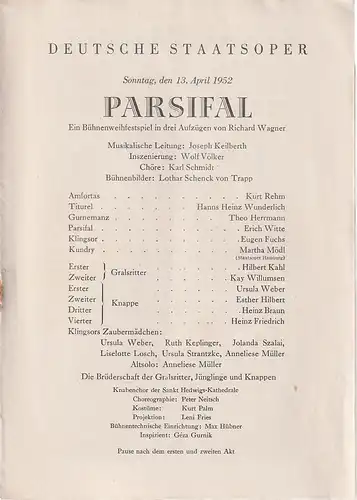 DEUTSCHE STAATSOPER
Sonntag, den 13. April 1952
PARSIFAL
Ein Bühnenweihfestspiel in drei Aufzügen von Richard Wagner
Musikalische Leitung: Joseph Keilberth
Inszenierung: Wolf Völker
Chöre: Karl Schmidt
Bühnenbilder: Lothar Schenck von Trapp
Amfortas . . . . . . . . . Kurt Rehm
Titurel . . . . . . . . . Hanns Heinz Wunderlich
Gurnemanz . . . . . . . . . Theo Herrmann
Parsifal . . . . . . . . . Erich Witte
Klingsor . . . . . . . . . Eugen Fuchs
Kundry . . . . . . . . . Martha Mödl
Erster } Gralsritter . . . . . . Hilbert Kahl
Zweiter } . . . . . . Kay Willumsen
Erster } Knappe . . . . . . Ursula Weber
Zweiter } . . . . . . Esther Hilbert
Dritter } . . . . . . Heinz Braun
Vierter } . . . . . . Heinz Friedrich
Klingsors Zaubermädchen:
Ursula Weber, Ruth Keplinger, Jolanda Szalai,
Liselotte Losch, Ursula Strantzke, Anneliese Müller
Altsolo: Anneliese Müller
Die Brüderschaft der Gralsritter, Jünglinge und Knappen
Knabenchor der Sankt Hedwigs-Kathedrale
Choreographie: Peter Neitsch
Kostüme: Kurt Palm
Projektion: Leni Fries
Bühnentechnische Einrichtung: Max Hübner
Inspizient: Géza Gurnik
Pause nach dem ersten und zweiten Akt